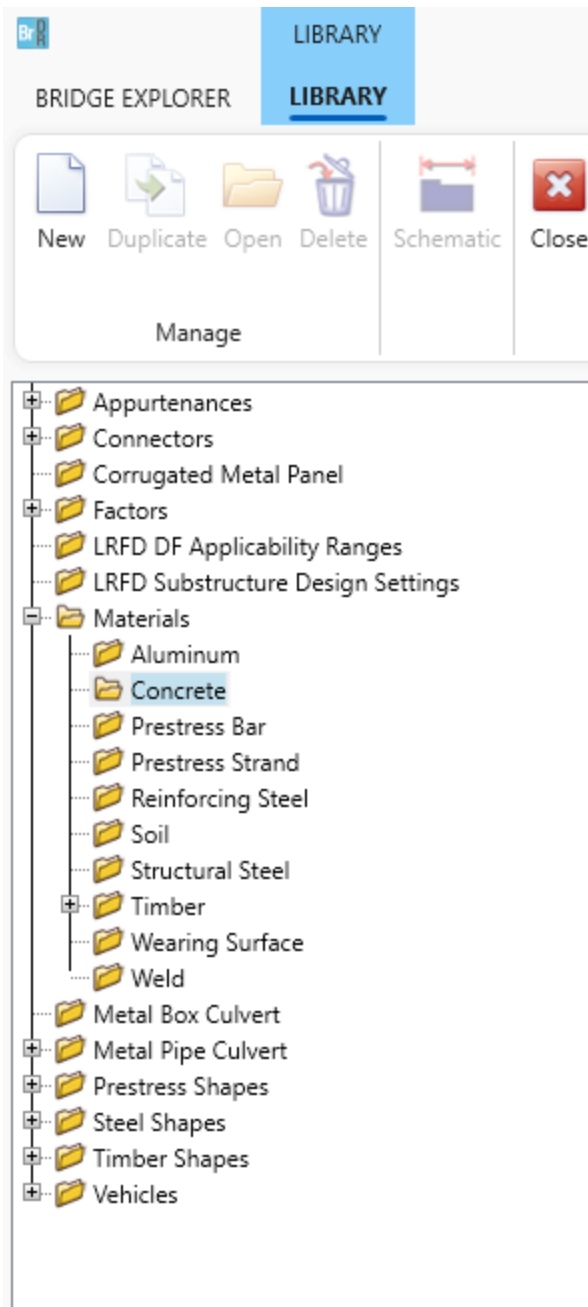 Br DR
LIBRARY
BRIDGE EXPLORER LIBRARY
New Duplicate Open Delete Schematic Close
Manage
Appurtenances
Connectors
Corrugated Metal Panel
Factors
LRFD DF Applicability Ranges
LRFD Substructure Design Settings
Materials
Aluminum
Concrete
Prestress Bar
Prestress Strand
Reinforcing Steel
Soil
Structural Steel
Timber
Wearing Surface
Weld
Metal Box Culvert
Metal Pipe Culvert
Prestress Shapes
Steel Shapes
Timber Shapes
Vehicles